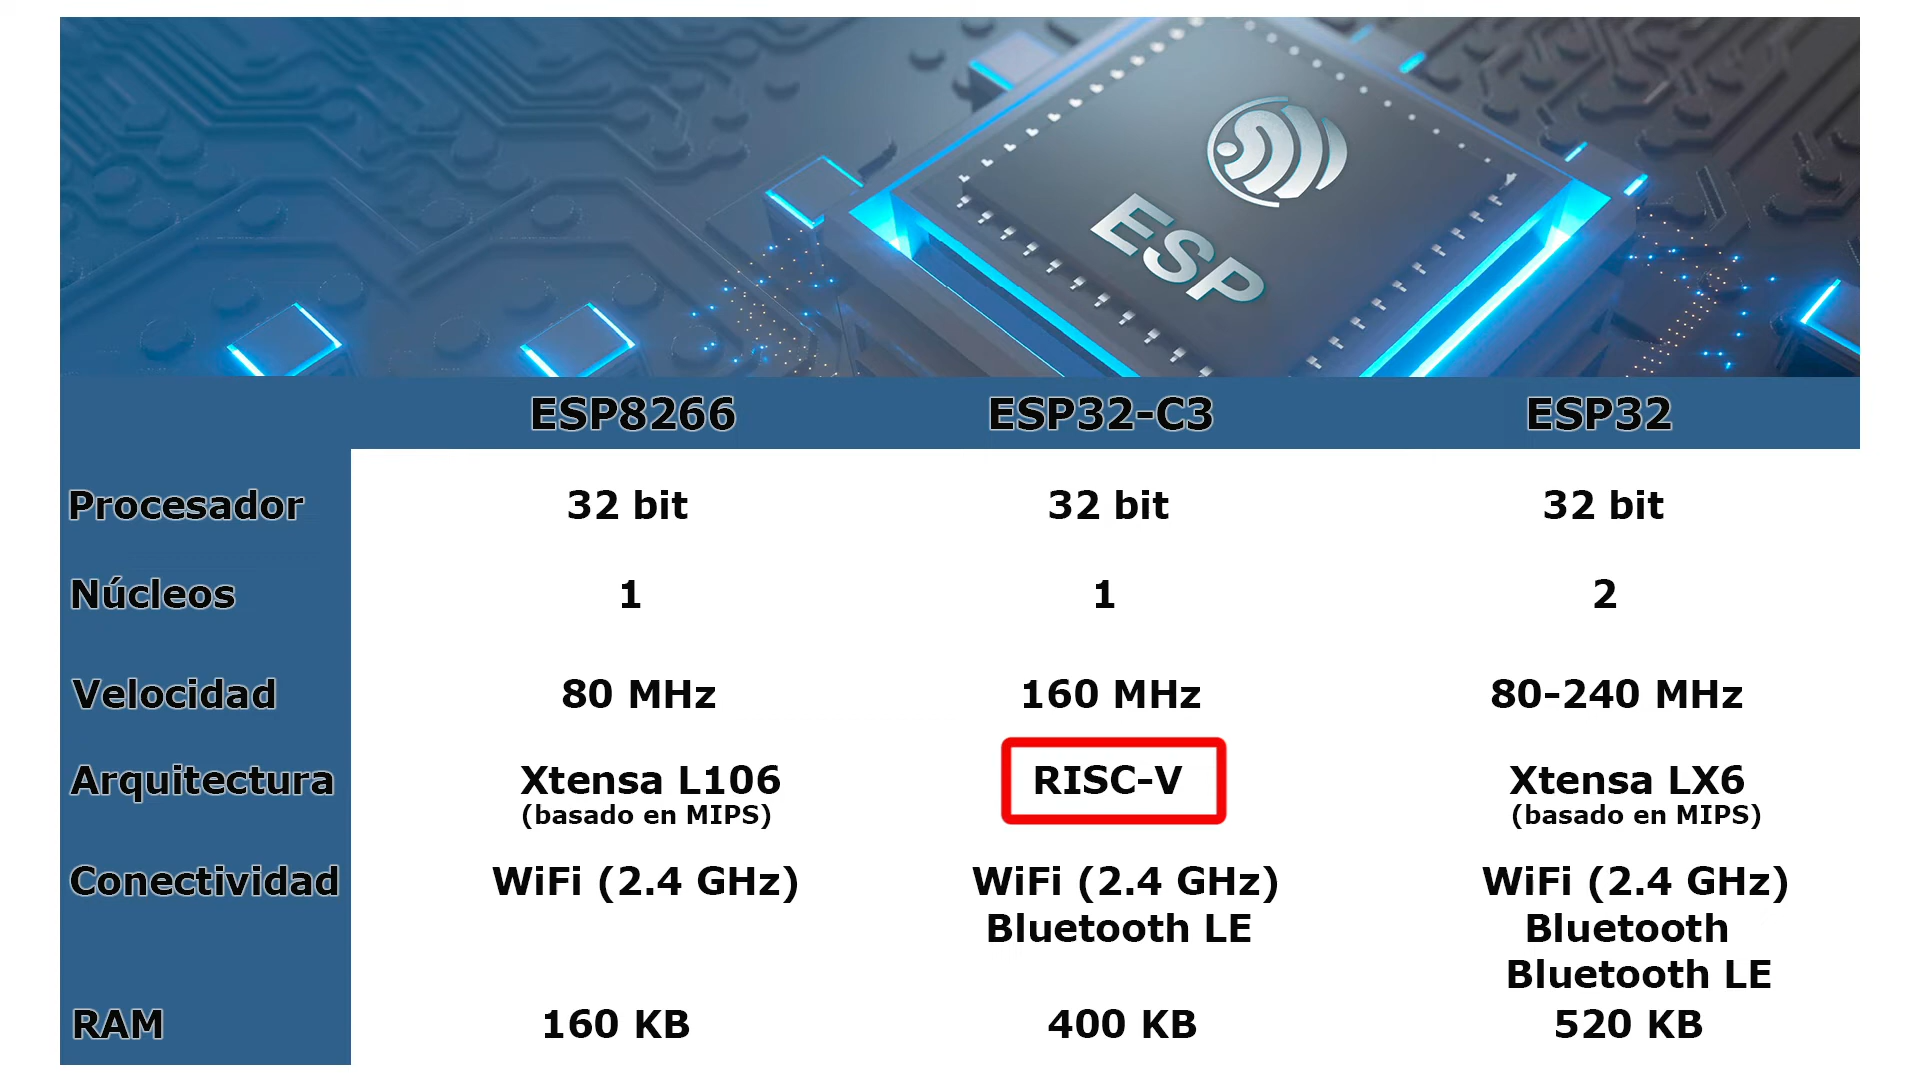 ESP
ESP8266 ESP32-C3 ESP32
Procesador 32 bit 32 bit 32 bit
Núcleos 1 1 2
Velocidad 80 MHz 160 MHz 80-240 MHz
Arquitectura Xtensa L106 RISC-V Xtensa LX6
(basado en MIPS) (basado en MIPS)
Conectividad WiFi (2.4 GHz) WiFi (2.4 GHz) WiFi (2.4 GHz)
Bluetooth LE Bluetooth
Bluetooth LE
RAM 160 KB 400 KB 520 KB